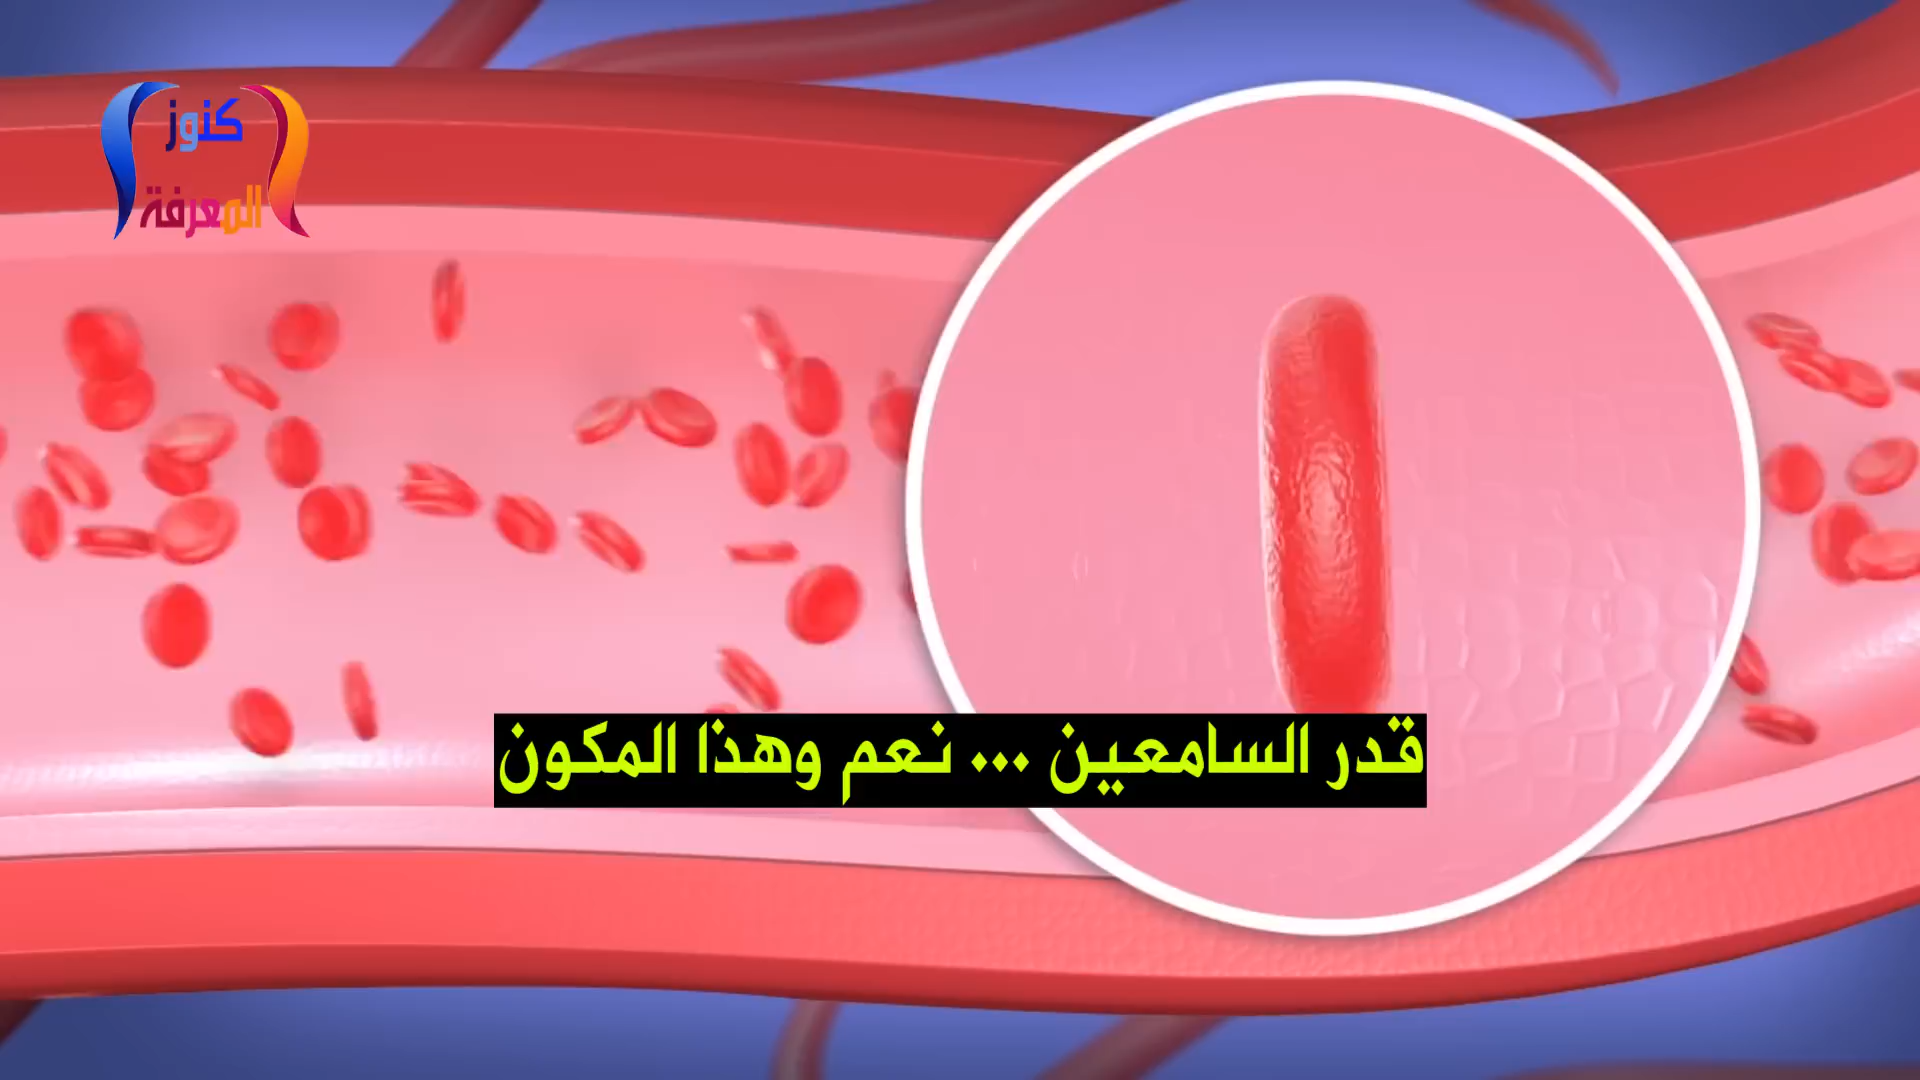 كنوز
المعرفة
قدر السامعين ... نعم وهذا المكون